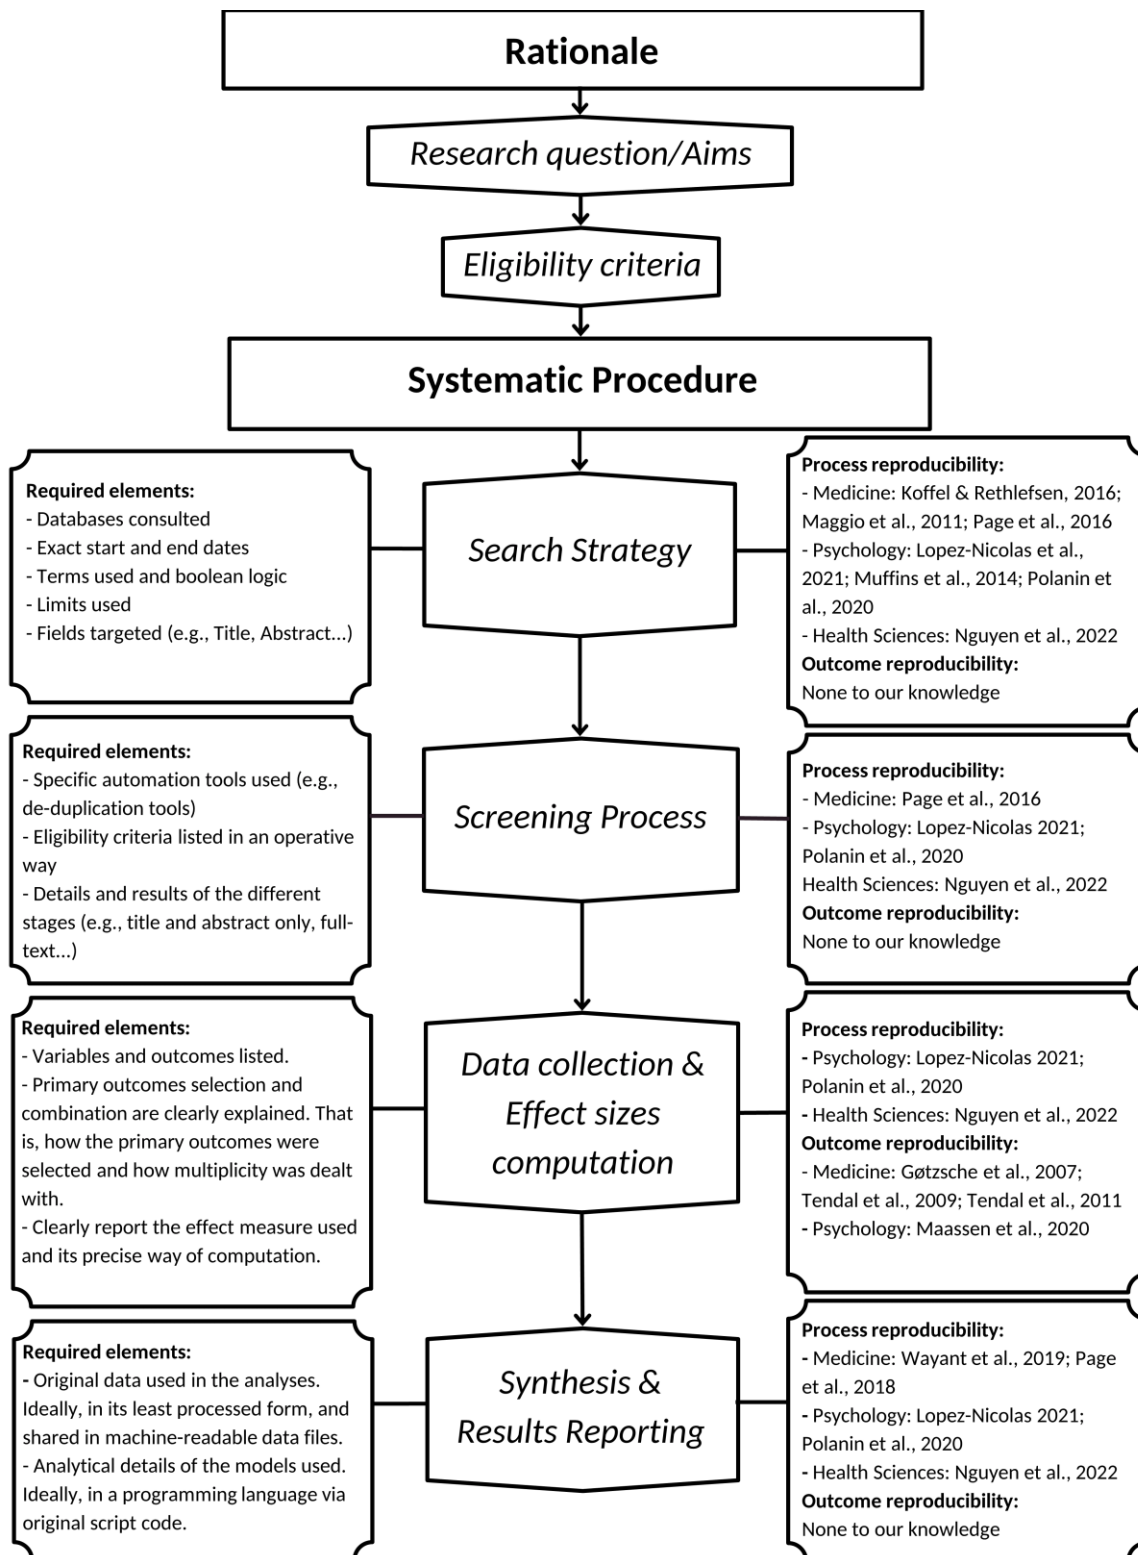 Rationale
Research question/Aims
Eligibility criteria
Systematic Procedure
Required elements:
- Databases consulted
- Exact start and end dates
- Terms used and boolean logic
- Limits used
- Fields targeted (e.g., Title, Abstract...)
Search Strategy
Process reproducibility:
- Medicine: Koffel & Rethlefsen, 2016;
Maggio et al., 2011; Page et al., 2016
- Psychology: Lopez-Nicolas et al.,
2021; Muffins et al., 2014; Polanin et
al., 2020
- Health Sciences: Nguyen et al., 2022
Outcome reproducibility:
None to our knowledge
Required elements:
- Specific automation tools used (e.g.,
de-duplication tools)
- Eligibility criteria listed in an operative
way
- Details and results of the different
stages (e.g., title and abstract only, full-
text...)
Screening Process
Process reproducibility:
- Medicine: Page et al., 2016
- Psychology: Lopez-Nicolas 2021;
Polanin et al., 2020
Health Sciences: Nguyen et al., 2022
Outcome reproducibility:
None to our knowledge
Required elements:
- Variables and outcomes listed.
- Primary outcomes selection and
combination are clearly explained. That
is, how the primary outcomes were
selected and how multiplicity was dealt
with.
- Clearly report the effect measure used
and its precise way of computation.
Data collection &
Effect sizes
computation
Process reproducibility:
- Psychology: Lopez-Nicolas 2021;
Polanin et al., 2020
- Health Sciences: Nguyen et al., 2022
Outcome reproducibility:
- Medicine: Gøtzsche et al., 2007;
Tendal et al., 2009; Tendal et al., 2011
- Psychology: Maassen et al., 2020
Required elements:
- Original data used in the analyses.
Ideally, in its least processed form, and
shared in machine-readable data files.
- Analytical details of the models used.
Ideally, in a programming language via
original script code.
Synthesis &
Results Reporting
Process reproducibility:
- Medicine: Wayant et al., 2019; Page
et al., 2018
- Psychology: Lopez-Nicolas 2021;
Polanin et al., 2020
- Health Sciences: Nguyen et al., 2022
Outcome reproducibility:
None to our knowledge